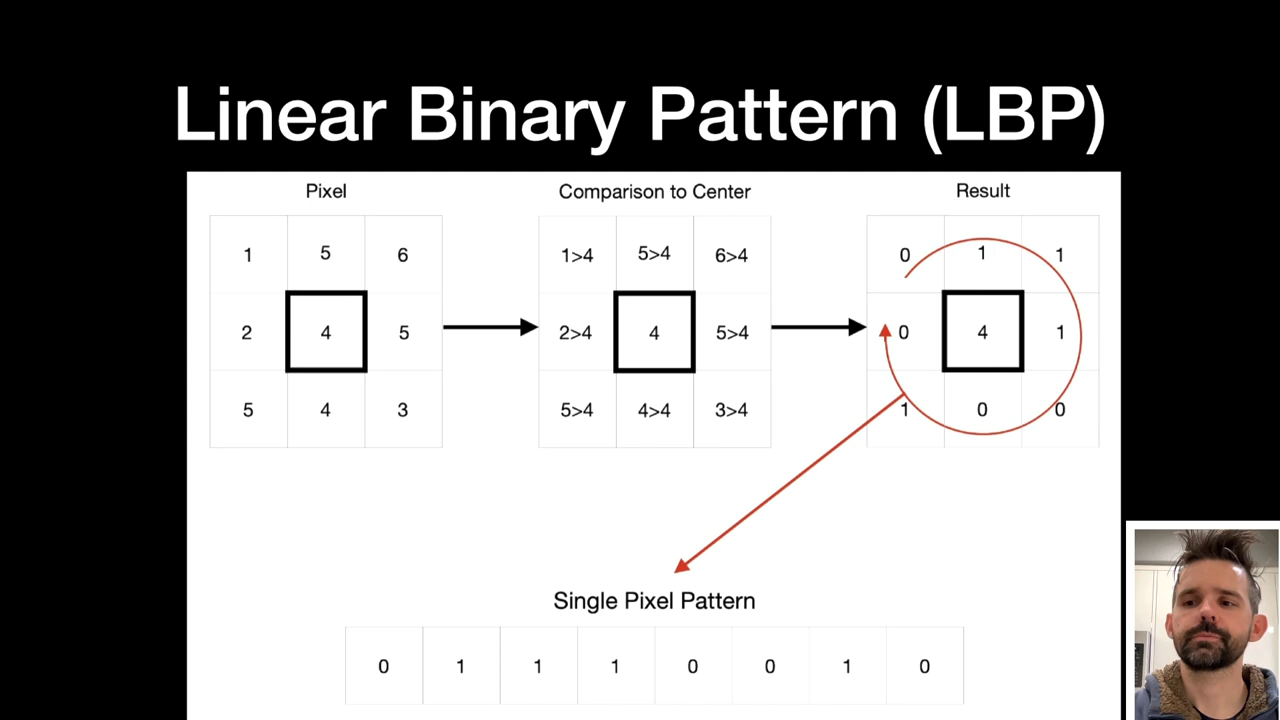 Linear Binary Pattern (LBP)
Pixel Comparison to Center Result
1 5 6 1>4 5>4 6>4 0 1 1
2 4 5 2>4 4 5>4 0 4 1
5 4 3 5>4 4>4 3>4 1 0 0
Single Pixel Pattern
0 1 1 1 0 0 1 0